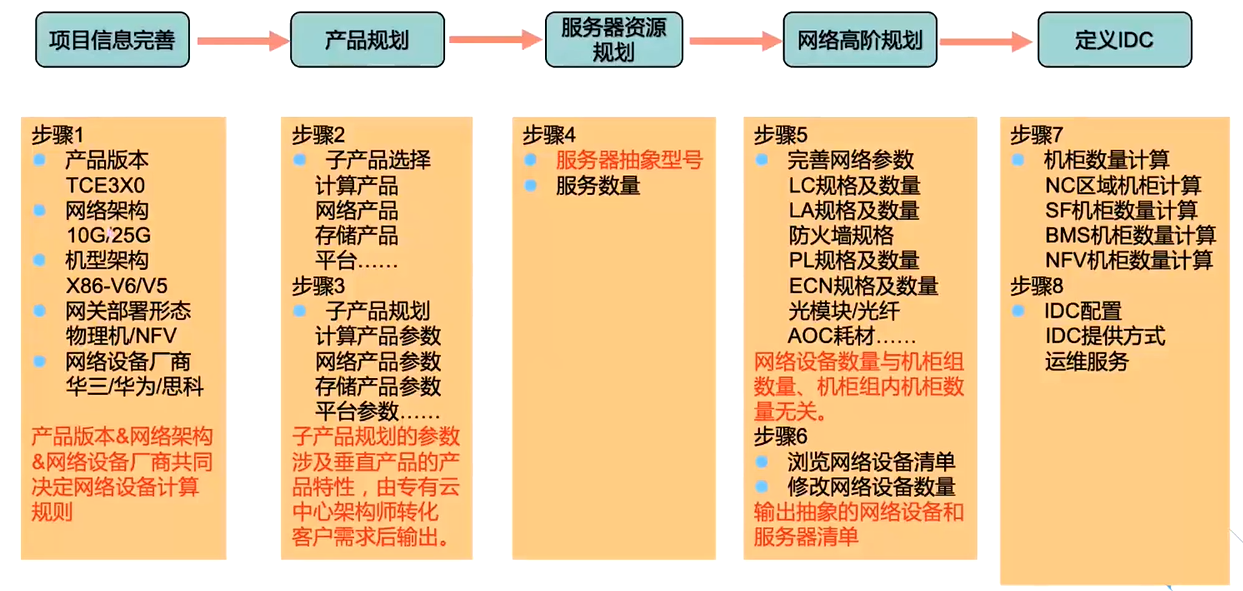 项目信息完善
产品规划
服务器资源
规划
网络高阶规划
定义IDC
步骤1
产品版本
TCE3X0
网络架构
10G/25G
机型架构
X86-V6/V5
网关部署形态
物理机/NFV
网络设备厂商
华三/华为/思科
产品版本&网络架构
&网络设备厂商共同
决定网络设备计算
规则
步骤2
子产品选择
计算产品
网络产品
存储产品
平台……
步骤3
子产品规划
计算产品参数
网络产品参数
存储产品参数
平台参数……
子产品规划的参数
涉及垂直产品的产
品特性，由专有云
中心架构师转化
客户需求后输出。
步骤4
服务器抽象型号
服务数量
步骤5
完善网络参数
LC规格及数量
LA规格及数量
防火墙规格
PL规格及数量
ECN规格及数量
光模块/光纤
AOC耗材……
网络设备数量与机柜组
数量、机柜组内机柜数
量无关。
步骤6
浏览网络设备清单
修改网络设备数量
输出抽象的网络设备和
服务器清单
步骤7
机柜数量计算
NC区域机柜计算
SF机柜数量计算
BMS机柜数量计算
NFV机柜数量计算
步骤8
IDC配置
IDC提供方式
运维服务